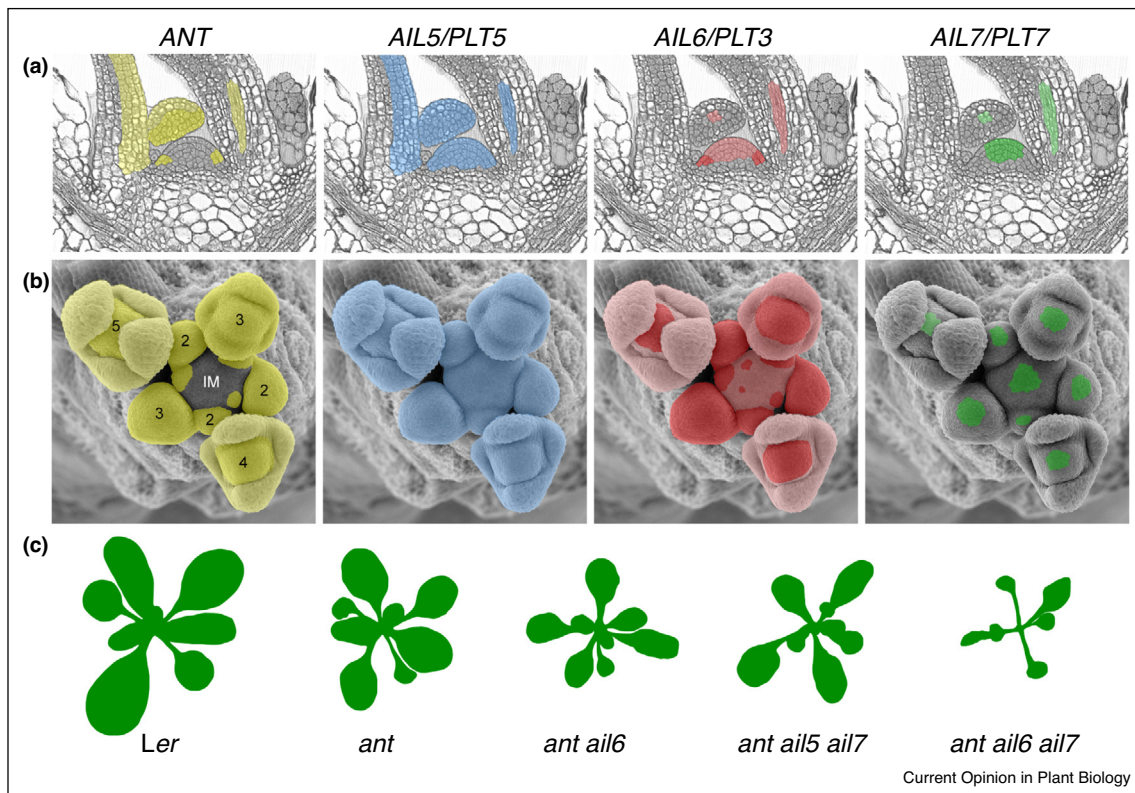 ANT AIL5/PLT5 AIL6/PLT3 AIL7/PLT7
(a)
(b)
5 2 3
IM 2
3 2
4
(c)
Ler ant ant ail6 ant ail5 ail7 ant ail6 ail7
Current Opinion in Plant Biology